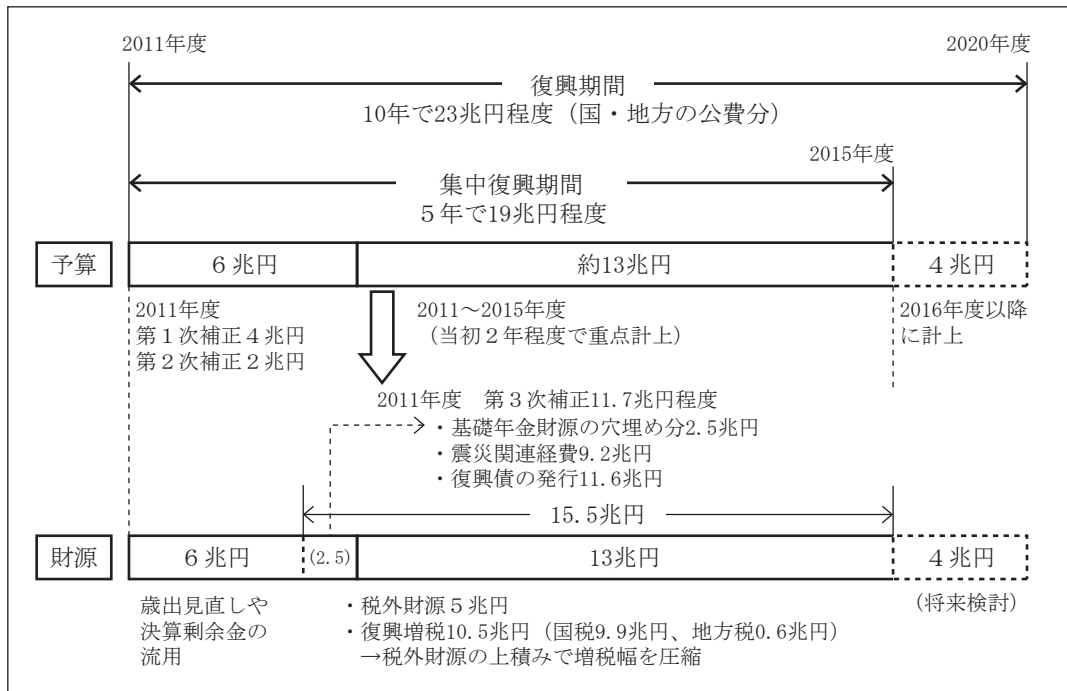 2011年度
2020年度
復興期間
10年で23兆円程度（国・地方の公費分）
2015年度
集中復興期間
５年で19兆円程度
予算
６兆円
約13兆円
４兆円
2011年度
第１次補正４兆円
第２次補正２兆円
2011～2015年度
（当初２年程度で重点計上）
2016年度以降
に計上
2011年度　第３次補正11.7兆円程度
・基礎年金財源の穴埋め分2.5兆円
・震災関連経費9.2兆円
・復興債の発行11.6兆円
15.5兆円
財源
６兆円
(2.5)
13兆円
４兆円
歳出見直しや
決算剰余金の
流用
・税外財源５兆円
・復興増税10.5兆円（国税9.9兆円、地方税0.6兆円）
→税外財源の上積みで増税幅を圧縮
（将来検討）